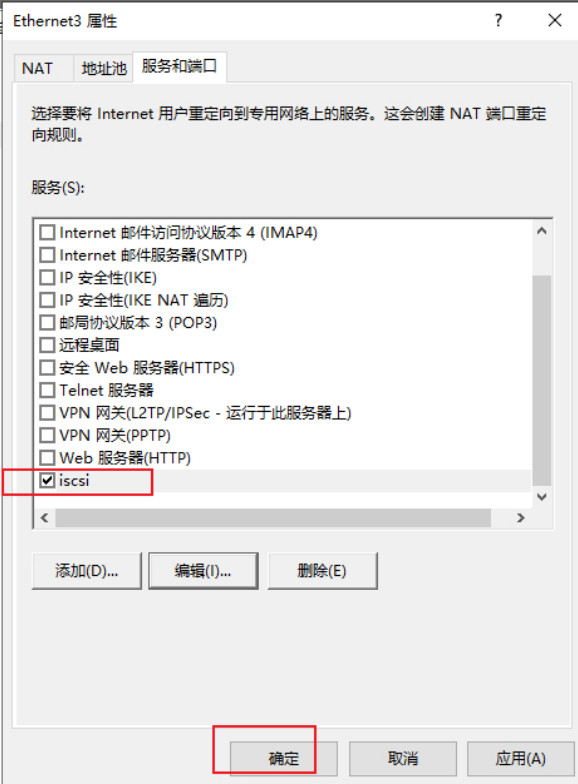 Ethernet3 属性
?
NAT 地址池 服务和端口
选择要将 Internet 用户重定向到专用网络上的服务。这会创建 NAT 端口重定
向规则。
服务(S):
Internet 邮件访问协议版本 4 (IMAP4)
Internet 邮件服务器(SMTP)
IP 安全性(IKE)
IP 安全性(IKE NAT 遍历)
邮局协议版本 3 (POP3)
远程桌面
安全 Web 服务器(HTTPS)
Telnet 服务器
VPN 网关(L2TP/IPSec - 运行于此服务器上)
VPN 网关(PPTP)
Web 服务器(HTTP)
iscsi
添加(D)... 编辑(I)... 删除(E)
确定 取消 应用(A)